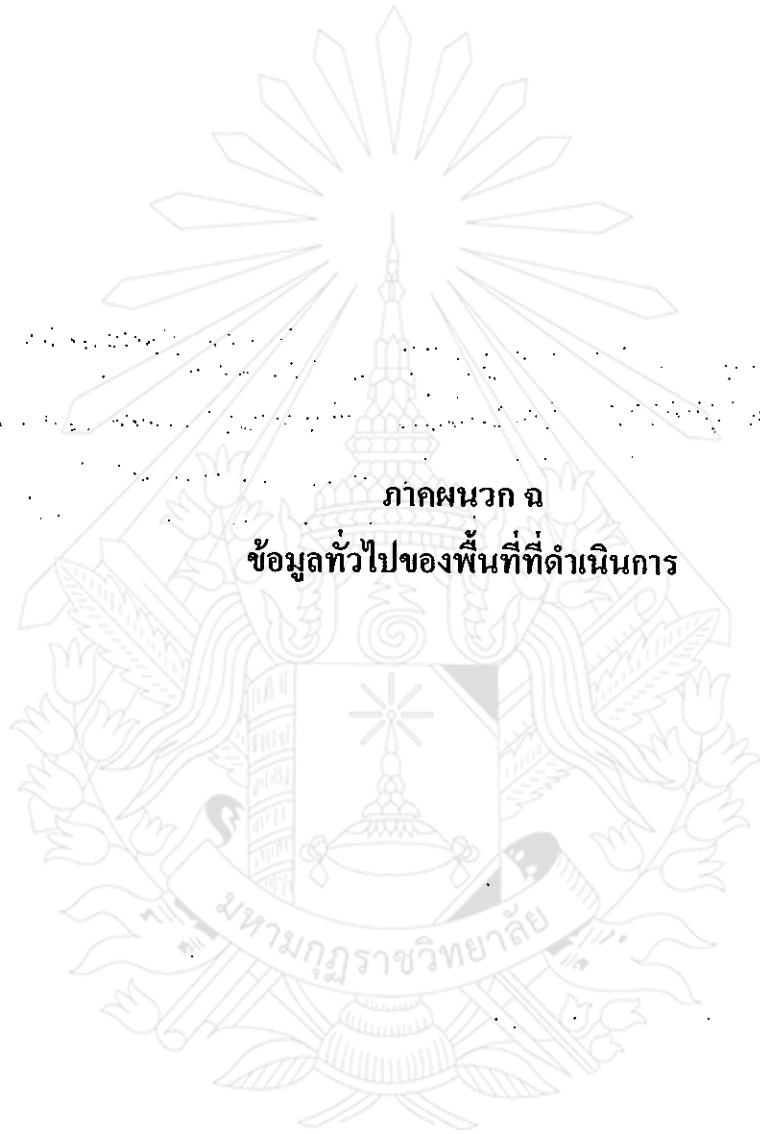 ภาคผนวก ฉ
ข้อมูลทั่วไปของพื้นที่ที่ดำเนินการ
มหามกุฏราชวิทยาลัย